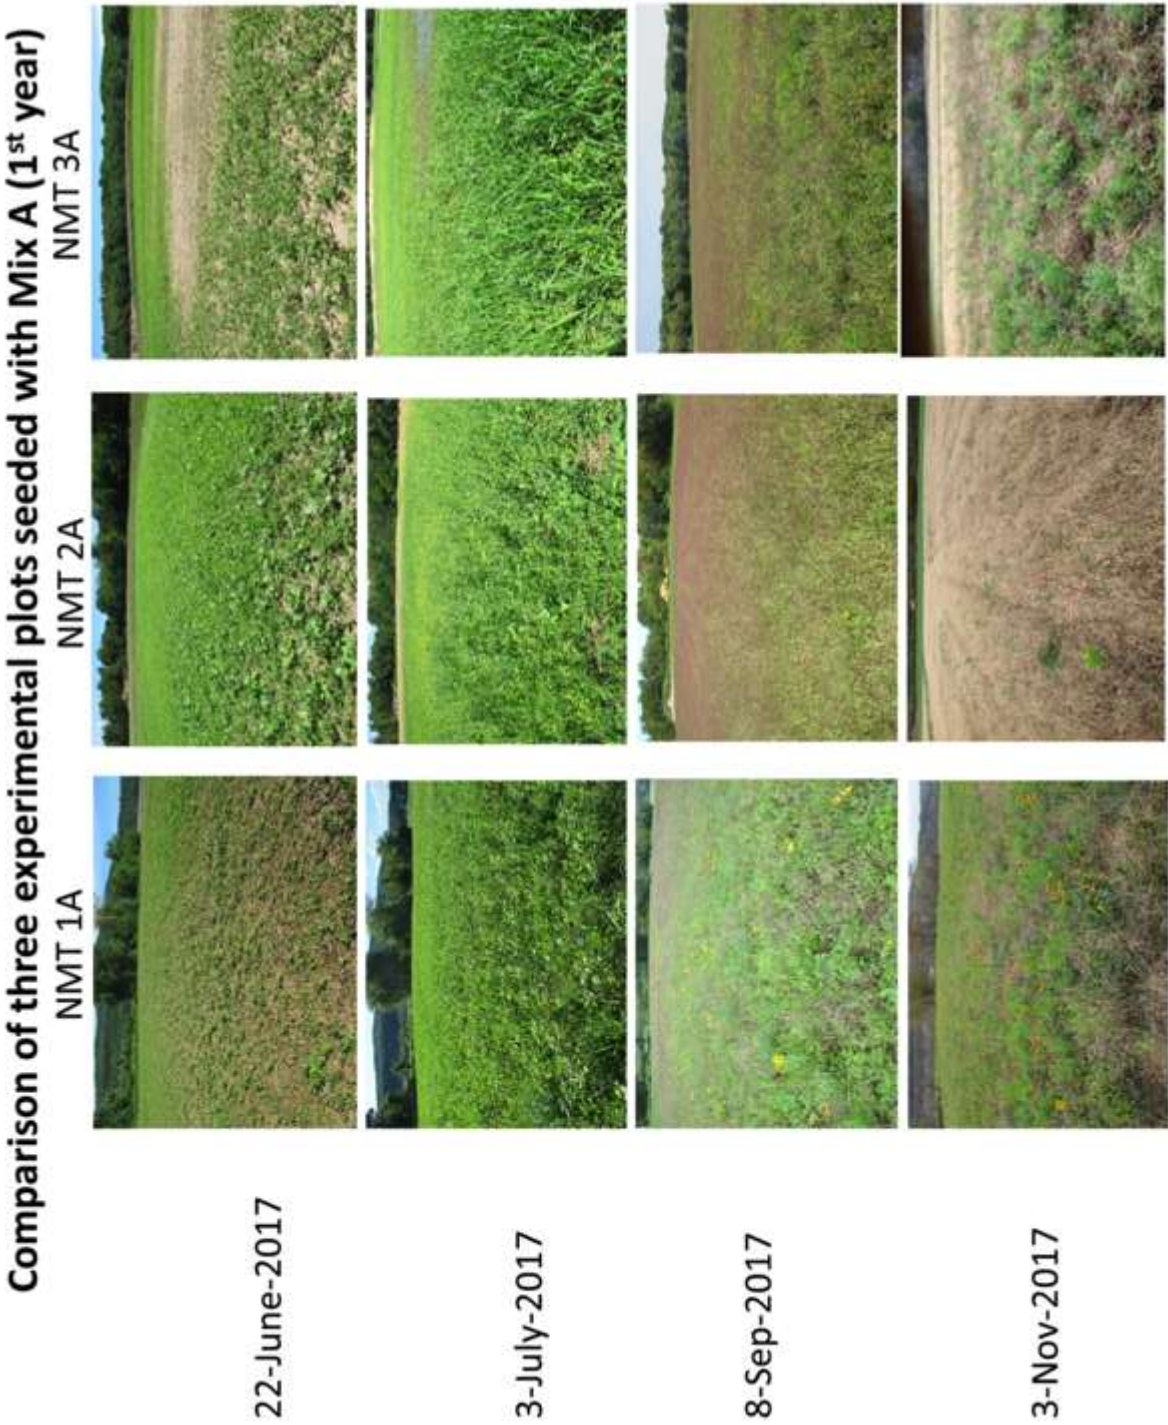 Comparison of three experimental plots seeded with Mix A (1st year)
NMT 1A
NMT 2A
NMT 3A
22-June-2017
3-July-2017
8-Sep-2017
3-Nov-2017